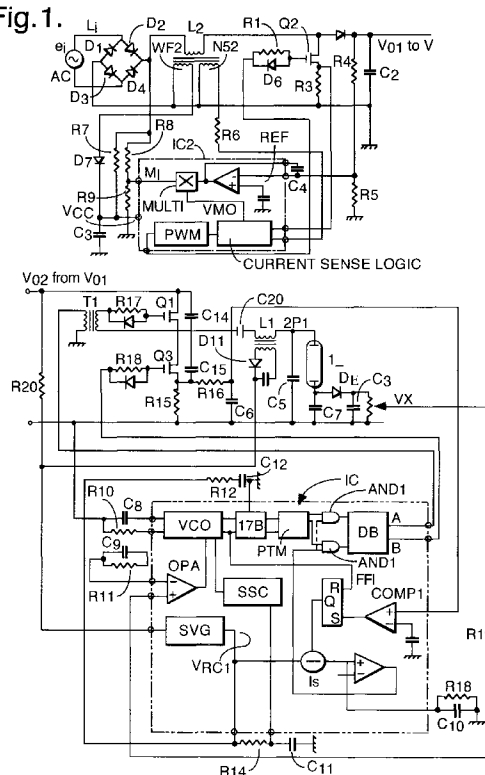 Fig.1.
Li
D2
L2
D1
ei
AC
D3
D4
WF2
N52
R1
Q2
D6
V01 to V
R4
R3
C2
R7
R8
R6
IC2
REF
D7
MI
R9
C4
MULTI
VMO
R5
VCC
C3
PWM
CURRENT SENSE LOGIC
V02 from V01
C20
T1
R17
Q1
L1
2P1
C14
D11
1
R18
Q3
DE
C3
R20
C15
VX
R15
R16
C6
C5
C7
C12
R12
IC
R10
C8
AND1
VCO
17B
PTM
DB
A
B
C9
AND1
R11
OPA
FFI
R
Q
S
COMP1
SSC
SVG
R1
VRC1
Is
R18
C10
R14
C11